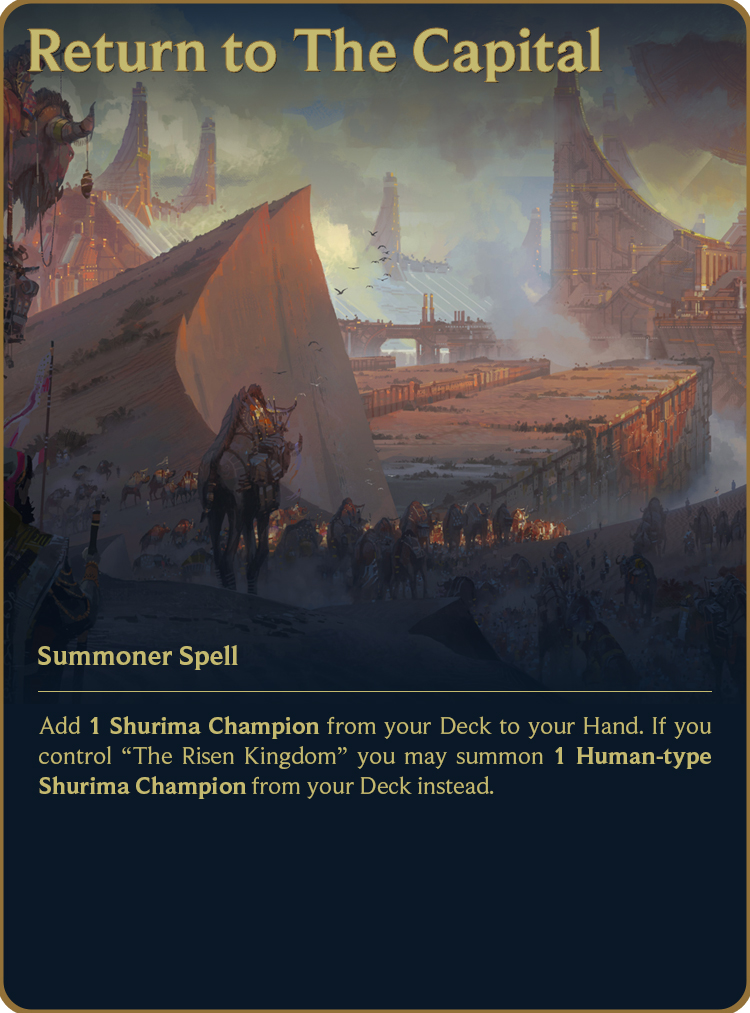 Return to The Capital
Summoner Spell
Add 1 Shurima Champion from your Deck to your Hand. If you
control “The Risen Kingdom” you may summon 1 Human-type
Shurima Champion from your Deck instead.